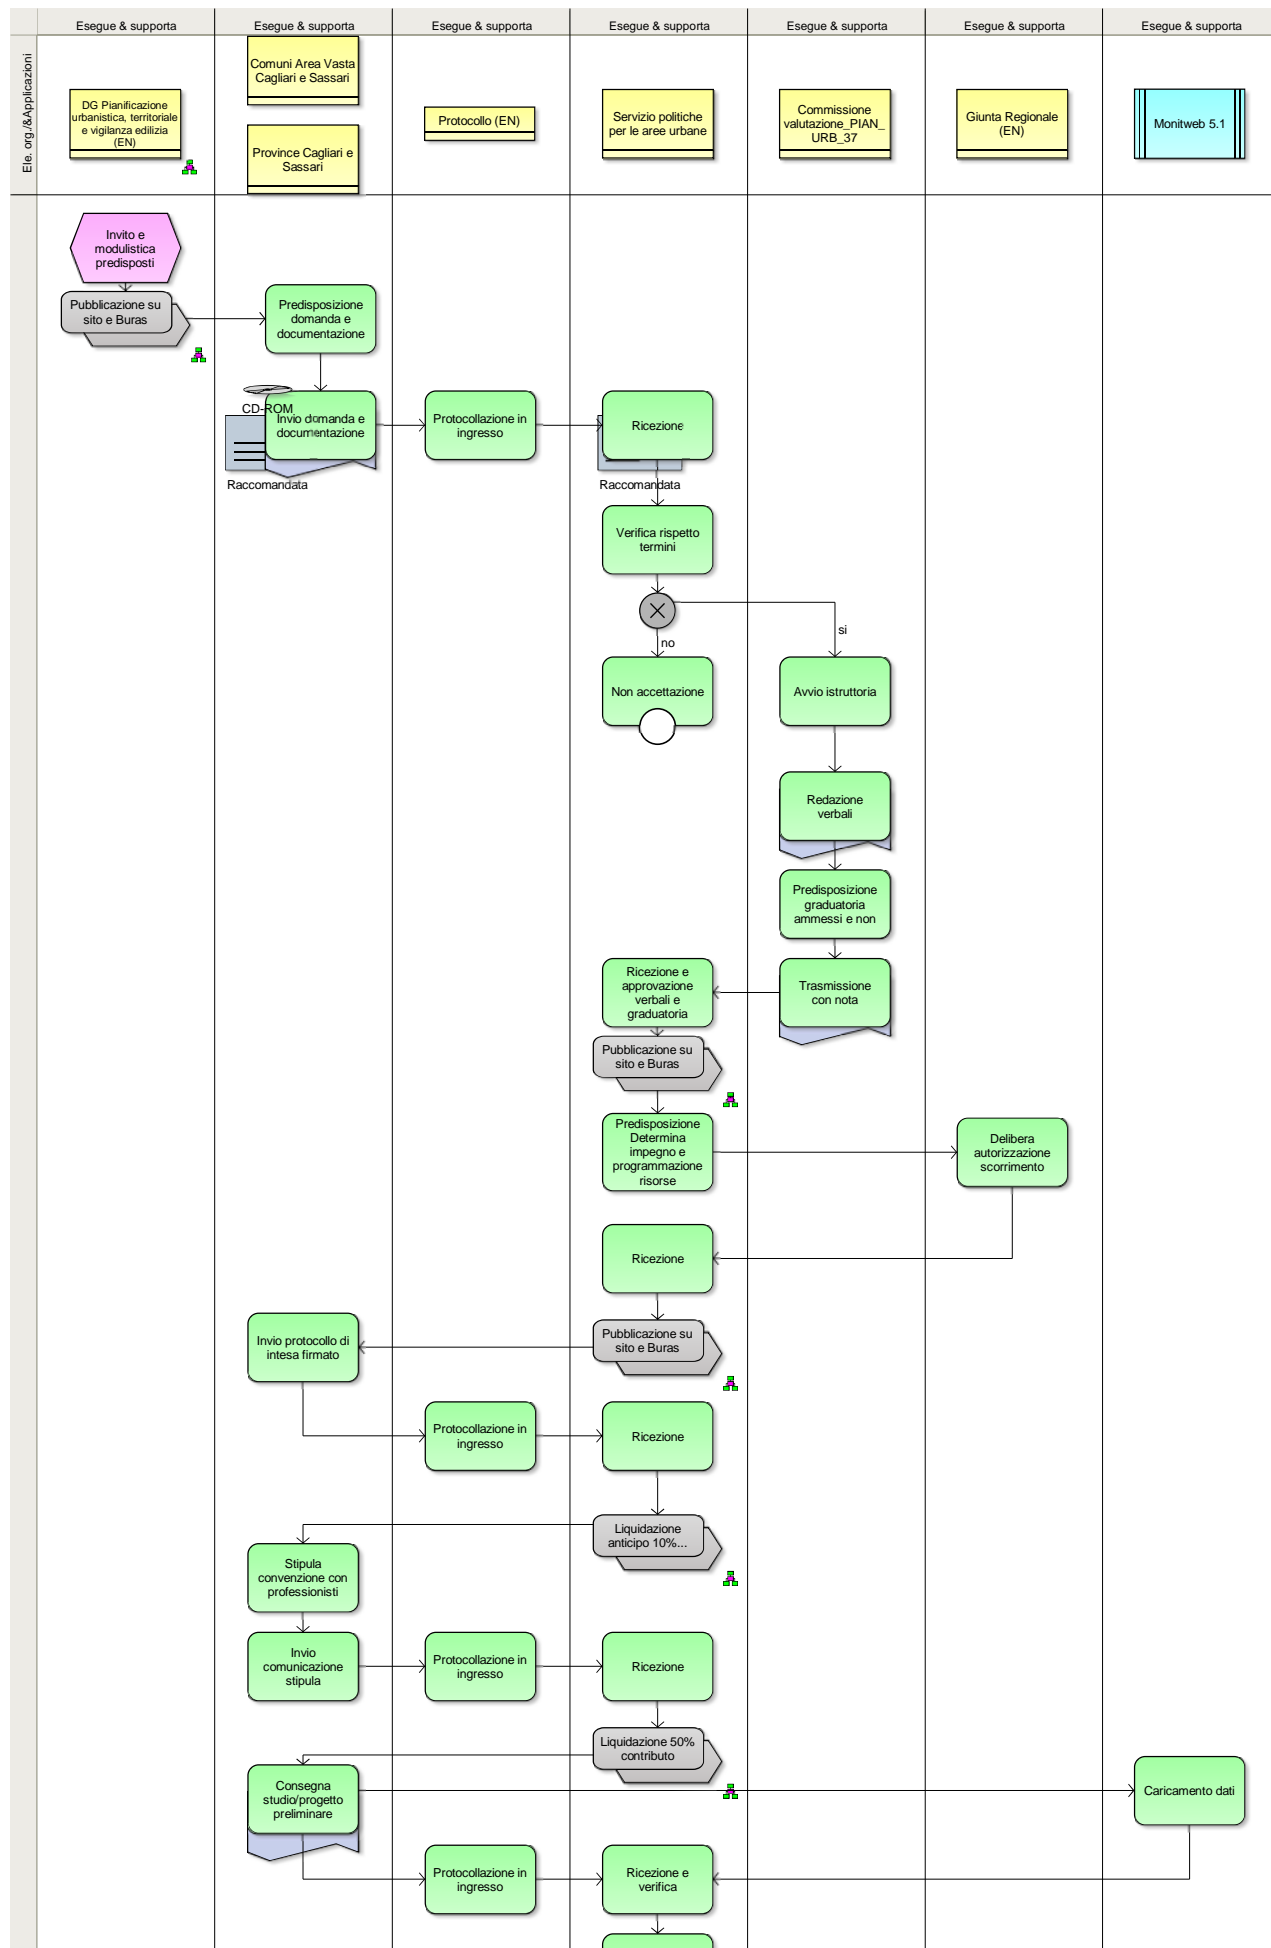 Esegue & supporta
Esegue & supporta
Esegue & supporta
Esegue & supporta
Esegue & supporta
Esegue & supporta
Esegue & supporta
Ele. org./&Applicazioni
DG Pianificazione
urbanistica, territoriale
e vigilanza edilizia
(EN)
Comuni Area Vasta
Cagliari e Sassari
Province Cagliari e
Sassari
Protocollo (EN)
Servizio politiche
per le aree urbane
Commissione
valutazione_PIAN_
URB_37
Giunta Regionale
(EN)
Monitweb 5.1
Invito e
modulistica
predisposti
Pubblicazione su
sito e Buras
Predisposizione
domanda e
documentazione
CD-ROM
Invio domanda e
documentazione
Raccomandata
Protocollazione in
ingresso
Ricezione
Raccomandata
Verifica rispetto
termini
si
no
Non accettazione
Avvio istruttoria
Redazione
verbali
Predisposizione
graduatoria
ammessi e non
Ricezione e
approvazione
verbali e
graduatoria
Trasmissione
con nota
Pubblicazione su
sito e Buras
Predisposizione
Determina
impegno e
programmazione
risorse
Delibera
autorizzazione
scorrimento
Ricezione
Invio protocollo di
intesa firmato
Pubblicazione su
sito e Buras
Protocollazione in
ingresso
Ricezione
Liquidazione
anticipo 10%...
Stipula
convenzione con
professionisti
Invio
comunicazione
stipula
Protocollazione in
ingresso
Ricezione
Liquidazione 50%
contributo
Consegna
studio/progetto
preliminare
Caricamento dati
Protocollazione in
ingresso
Ricezione e
verifica